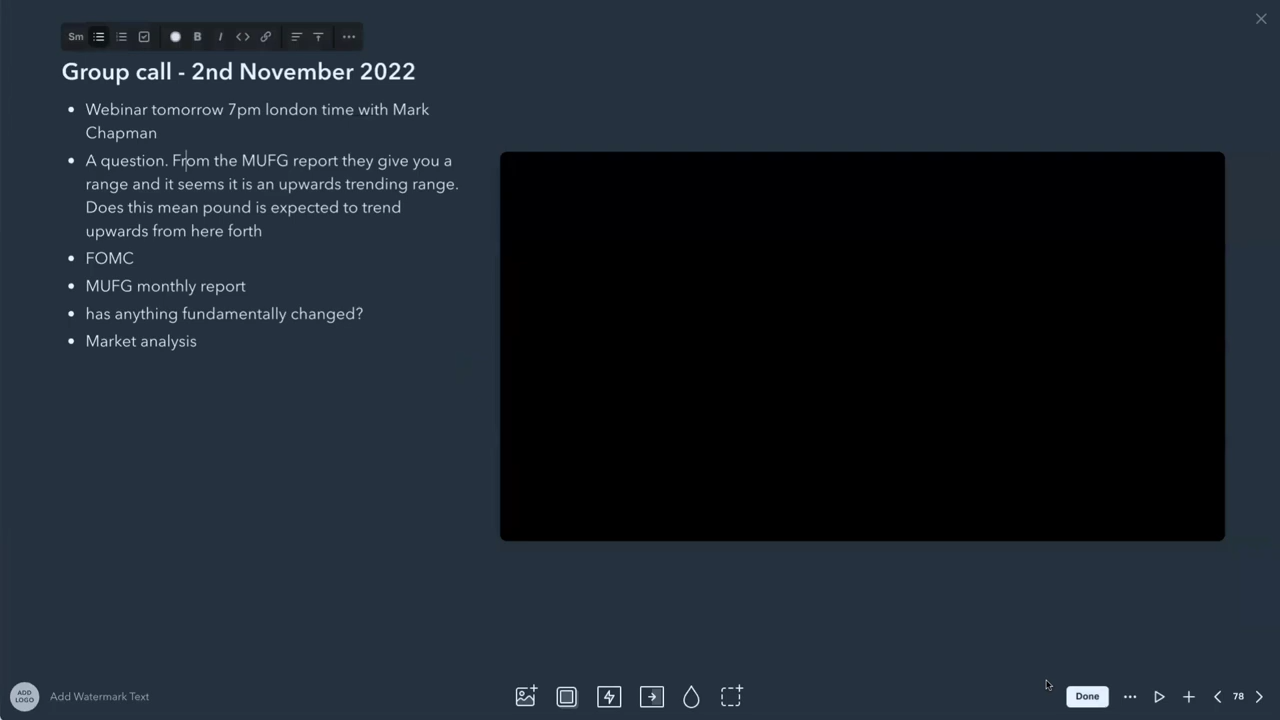 Sm B I
Group call - 2nd November 2022
Webinar tomorrow 7pm london time with Mark
Chapman
A question. From the MUFG report they give you a
range and it seems it is an upwards trending range.
Does this mean pound is expected to trend
upwards from here forth
FOMC
MUFG monthly report
has anything fundamentally changed?
Market analysis
ADD
LOGO
Add Watermark Text
Done
78